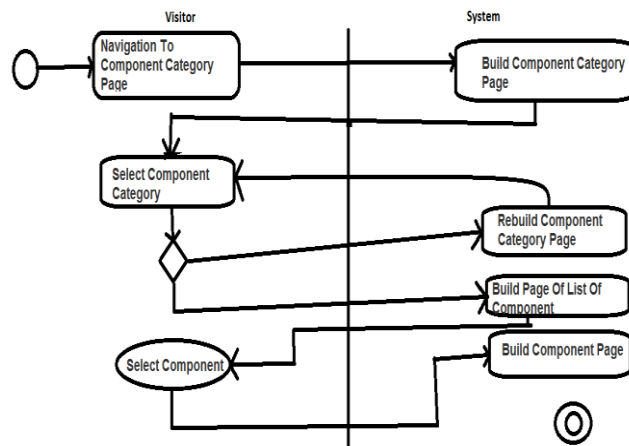 Visitor
System
Navigation To
Component Category
Page
Build Component Category
Page
Select Component
Category
Rebuild Component
Category Page
Build Page Of List Of
Component
Select Component
Build Component Page